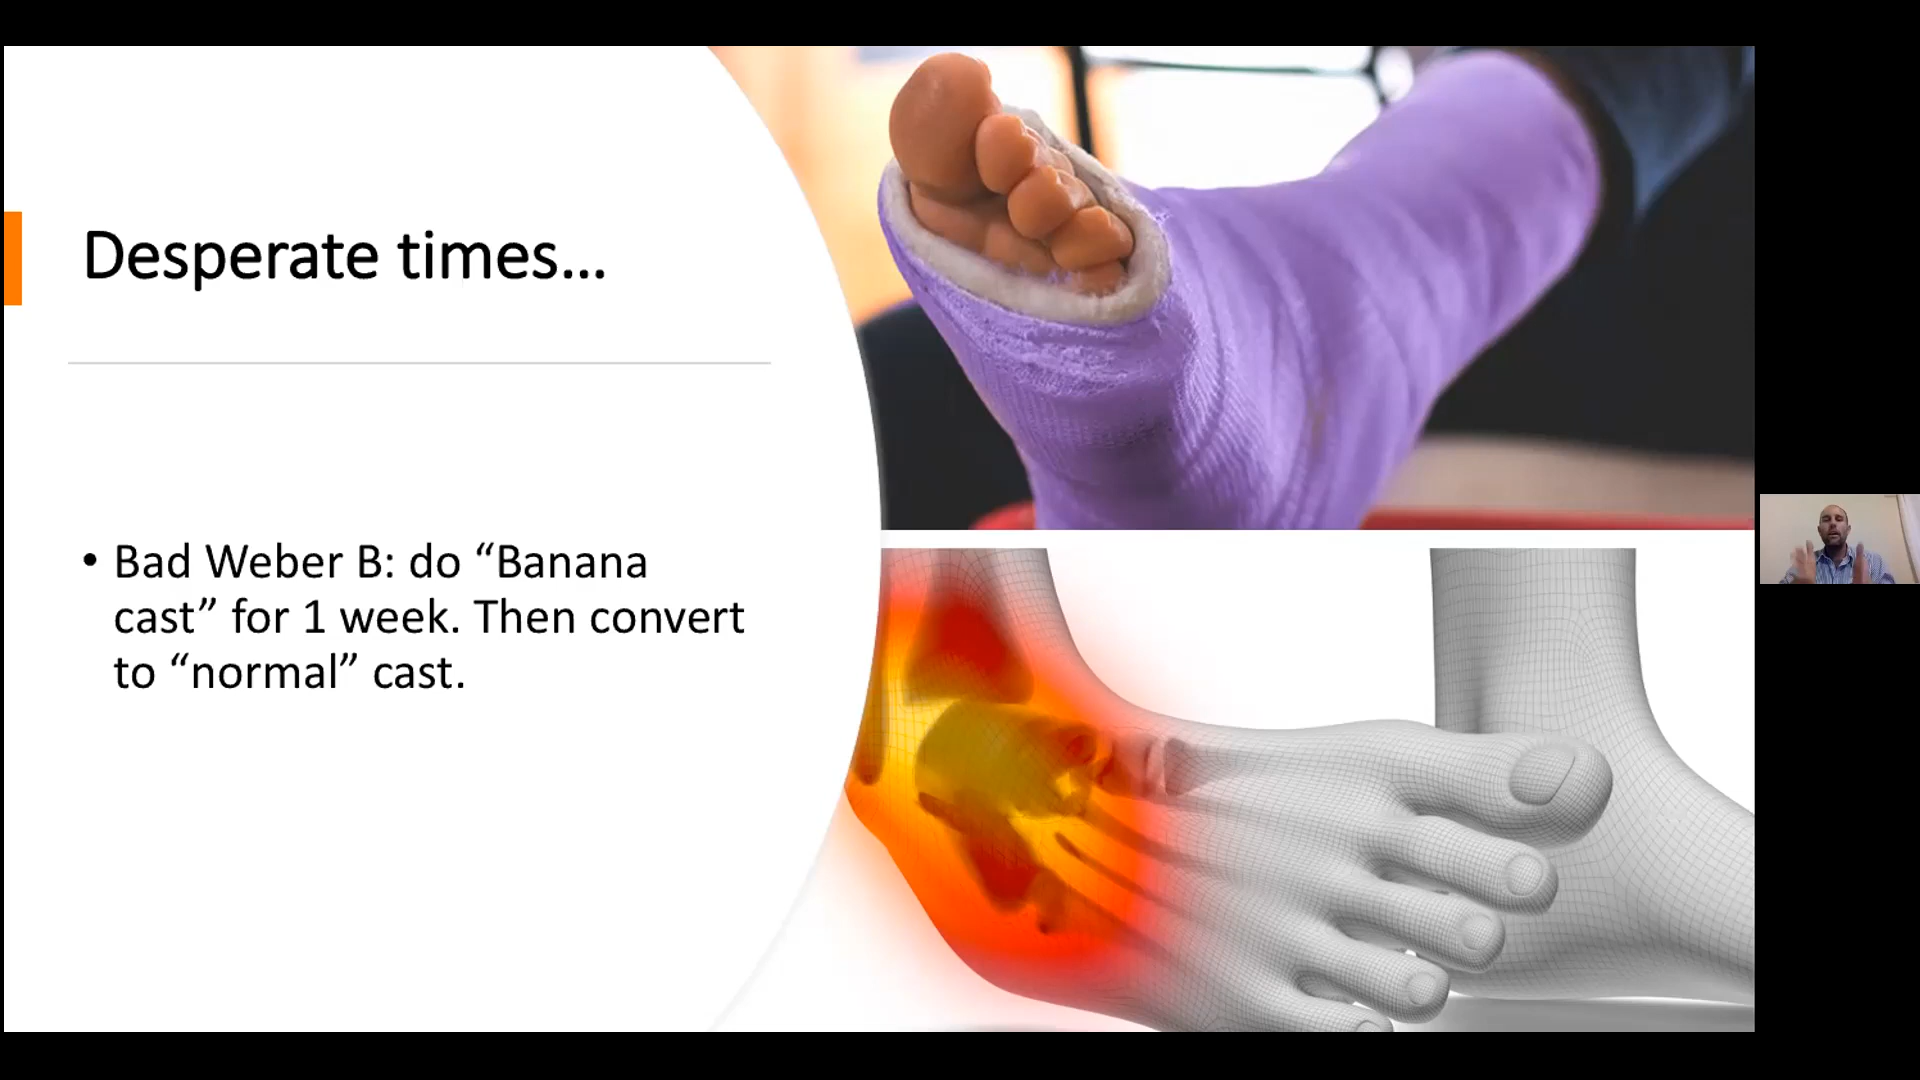 Desperate times...
• Bad Weber B: do “Banana
cast” for 1 week. Then convert
to “normal” cast.